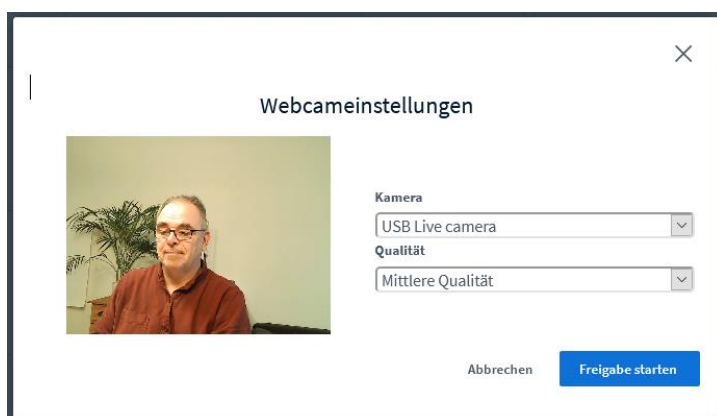 Webcameinstellungen
Kamera
USB Live camera
Qualität
Mittlere Qualität
Abbrechen
Freigabe starten